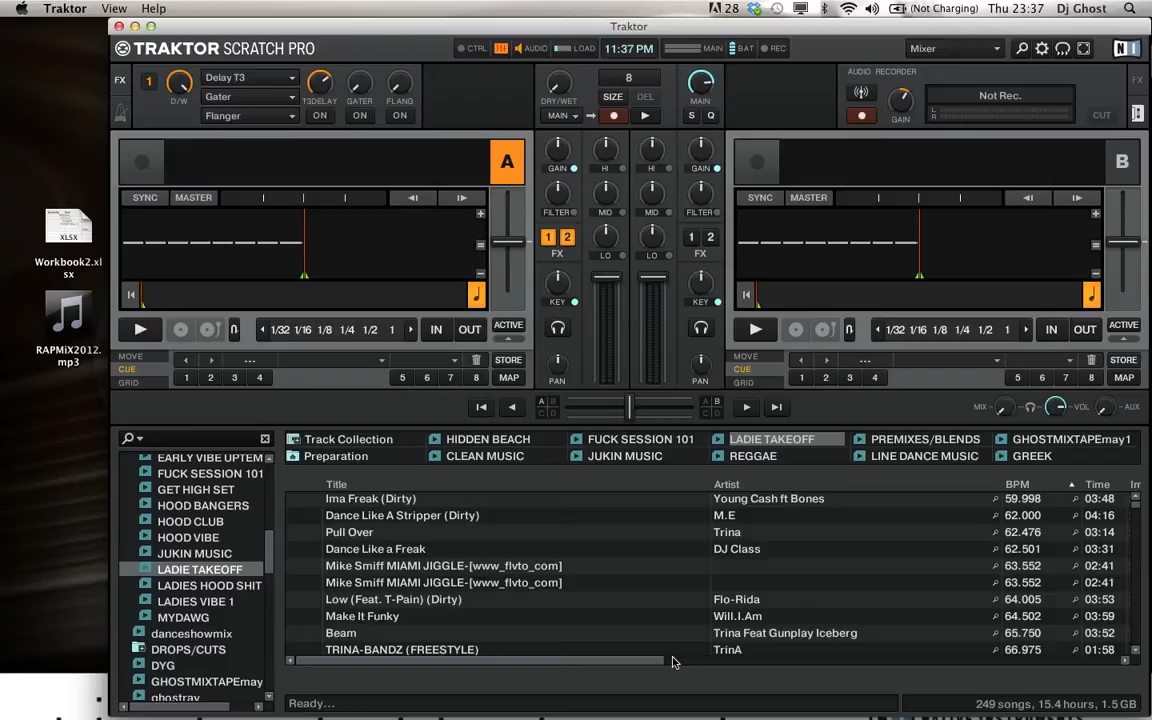 Traktor View Help 28 (Not Charging) Thu 23:37 Dj Ghost
Traktor
TRAKTOR SCRATCH PRO CTRL AUDIO LOAD 11:37 PM MAIN BAT REC Mixer NI
FX 1 Delay T3 8 AUDIO RECORDER FX
Gater SIZE DEL Not Rec.
D/W T3DELAY GATER FLANG DRY/WET MAIN L R
Flanger ON ON ON MAIN S Q GAIN CUT
A B
GAIN HI HI GAIN
SYNC MASTER SYNC MASTER
FILTER MID MID FILTER
1 2 1 2
FX LO LO FX
Workbook2.xl
sx
KEY KEY
1/32 1/16 1/8 1/4 1/2 1 IN OUT ACTIVE 1/32 1/16 1/8 1/4 1/2 1 IN OUT ACTIVE
RAPMiX2012.
mp3
MOVE --- STORE MOVE --- STORE
CUE CUE
GRID 1 2 3 4 5 6 7 8 MAP PAN PAN GRID 1 2 3 4 5 6 7 8 MAP
A B C D A B C D MIX VOL AUX
Track Collection HIDDEN BEACH FUCK SESSION 101 LADIE TAKEOFF PREMIXES/BLENDS GHOSTMIXTAPEmay1
Preparation CLEAN MUSIC JUKIN MUSIC REGGAE LINE DANCE MUSIC GREEK
EARLY VIBE UPTEM
FUCK SESSION 101
GET HIGH SET
HOOD BANGERS
HOOD CLUB
HOOD VIBE
JUKIN MUSIC
LADIE TAKEOFF
LADIES HOOD SHIT
LADIES VIBE 1
MYDAWG
danceshowmix
DROPS/CUTS
DYG
GHOSTMIXTAPEmay
ghostray
Title Artist BPM Time Im
Ima Freak (Dirty) Young Cash ft Bones 59.998 03:48
Dance Like A Stripper (Dirty) M.E 62.000 04:16
Pull Over Trina 62.476 03:14
Dance Like a Freak DJ Class 62.501 03:31
Mike Smiff MIAMI JIGGLE-[www_flvto_com] 63.552 02:41
Mike Smiff MIAMI JIGGLE-[www_flvto_com] 63.552 02:41
Low (Feat. T-Pain) (Dirty) Flo-Rida 64.005 03:53
Make It Funky Will.I.Am 64.502 03:59
Beam Trina Feat Gunplay Iceberg 65.750 03:52
TRINA-BANDZ (FREESTYLE) TrinA 66.975 01:58
Ready... 249 songs, 15.4 hours, 1.5 GB